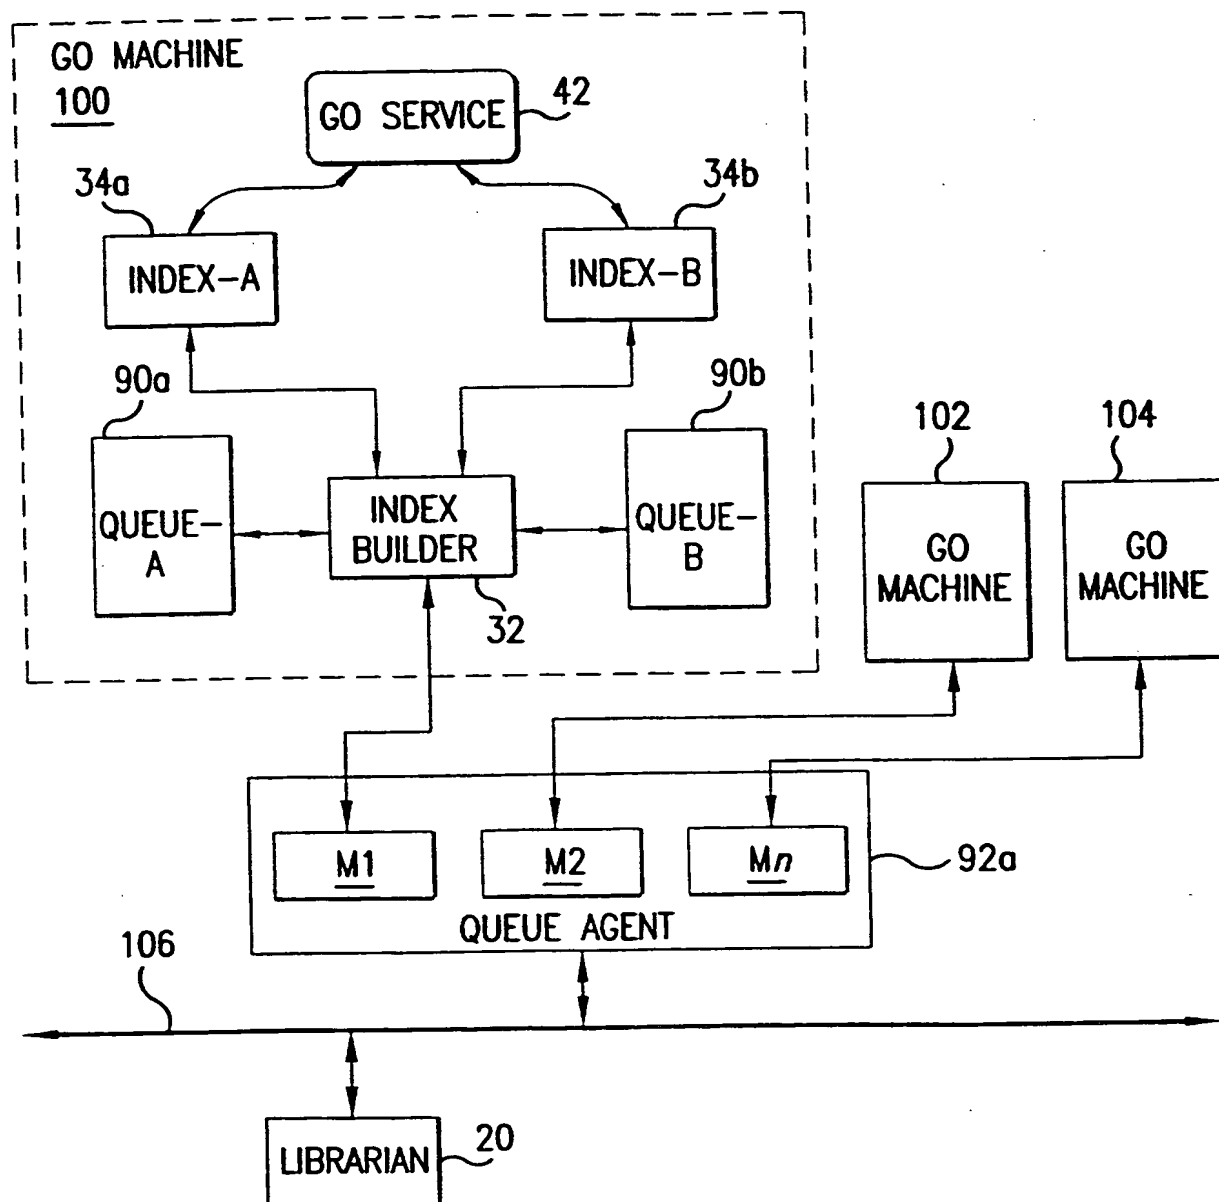 GO MACHINE
100
GO SERVICE
42
34a
34b
INDEX-A
INDEX-B
90a
90b
102
104
QUEUE-
A
INDEX
BUILDER
QUEUE-
B
GO
MACHINE
GO
MACHINE
32
M1
M2
Mn
92a
QUEUE AGENT
106
LIBRARIAN
20